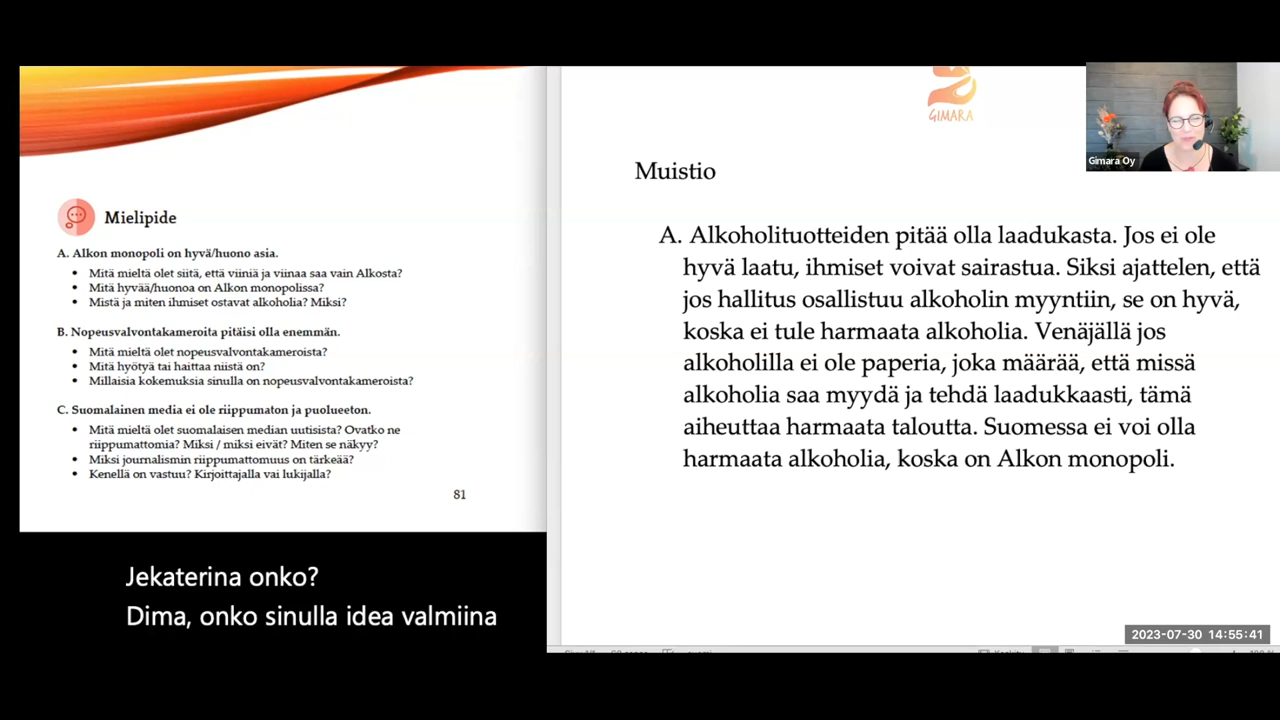 Mielipide
A. Alkon monopoli on hyvä/huono asia.
• Mitä mieltä olet siitä, että viiniä ja viinaa saa vain Alkosta?
• Mitä hyvää/huonoa on Alkon monopolissa?
• Mistä ja miten ihmiset ostavat alkoholia? Miksi?
B. Nopeusvalvontakameroita pitäisi olla enemmän.
• Mitä mieltä olet nopeusvalvontakameroista?
• Mitä hyötyä tai haittaa niistä on?
• Millaisia kokemuksia sinulla on nopeusvalvontakameroista?
C. Suomalainen media ei ole riippumaton ja puolueeton.
• Mitä mieltä olet suomalaisen median uutisista? Ovatko ne
riippumattomia? Miksi / miksi eivät? Miten se näkyy?
• Miksi journalismin riippumattomuus on tärkeää?
• Kenellä on vastuu? Kirjoittajalla vai lukijalla?
81
Jekaterina onko?
Dima, onko sinulla idea valmiina
GIMARA
Muistio
A. Alkoholituotteiden pitää olla laadukasta. Jos ei ole
hyvä laatu, ihmiset voivat sairastua. Siksi ajattelen, että
jos hallitus osallistuu alkoholin myyntiin, se on hyvä,
koska ei tule harmaata alkoholia. Venäjällä jos
alkoholilla ei ole paperia, joka määrää, että missä
alkoholia saa myydä ja tehdä laadukkaasti, tämä
aiheuttaa harmaata taloutta. Suomessa ei voi olla
harmaata alkoholia, koska on Alkon monopoli.
Gimara Oy
2023-07-30 14:55:41